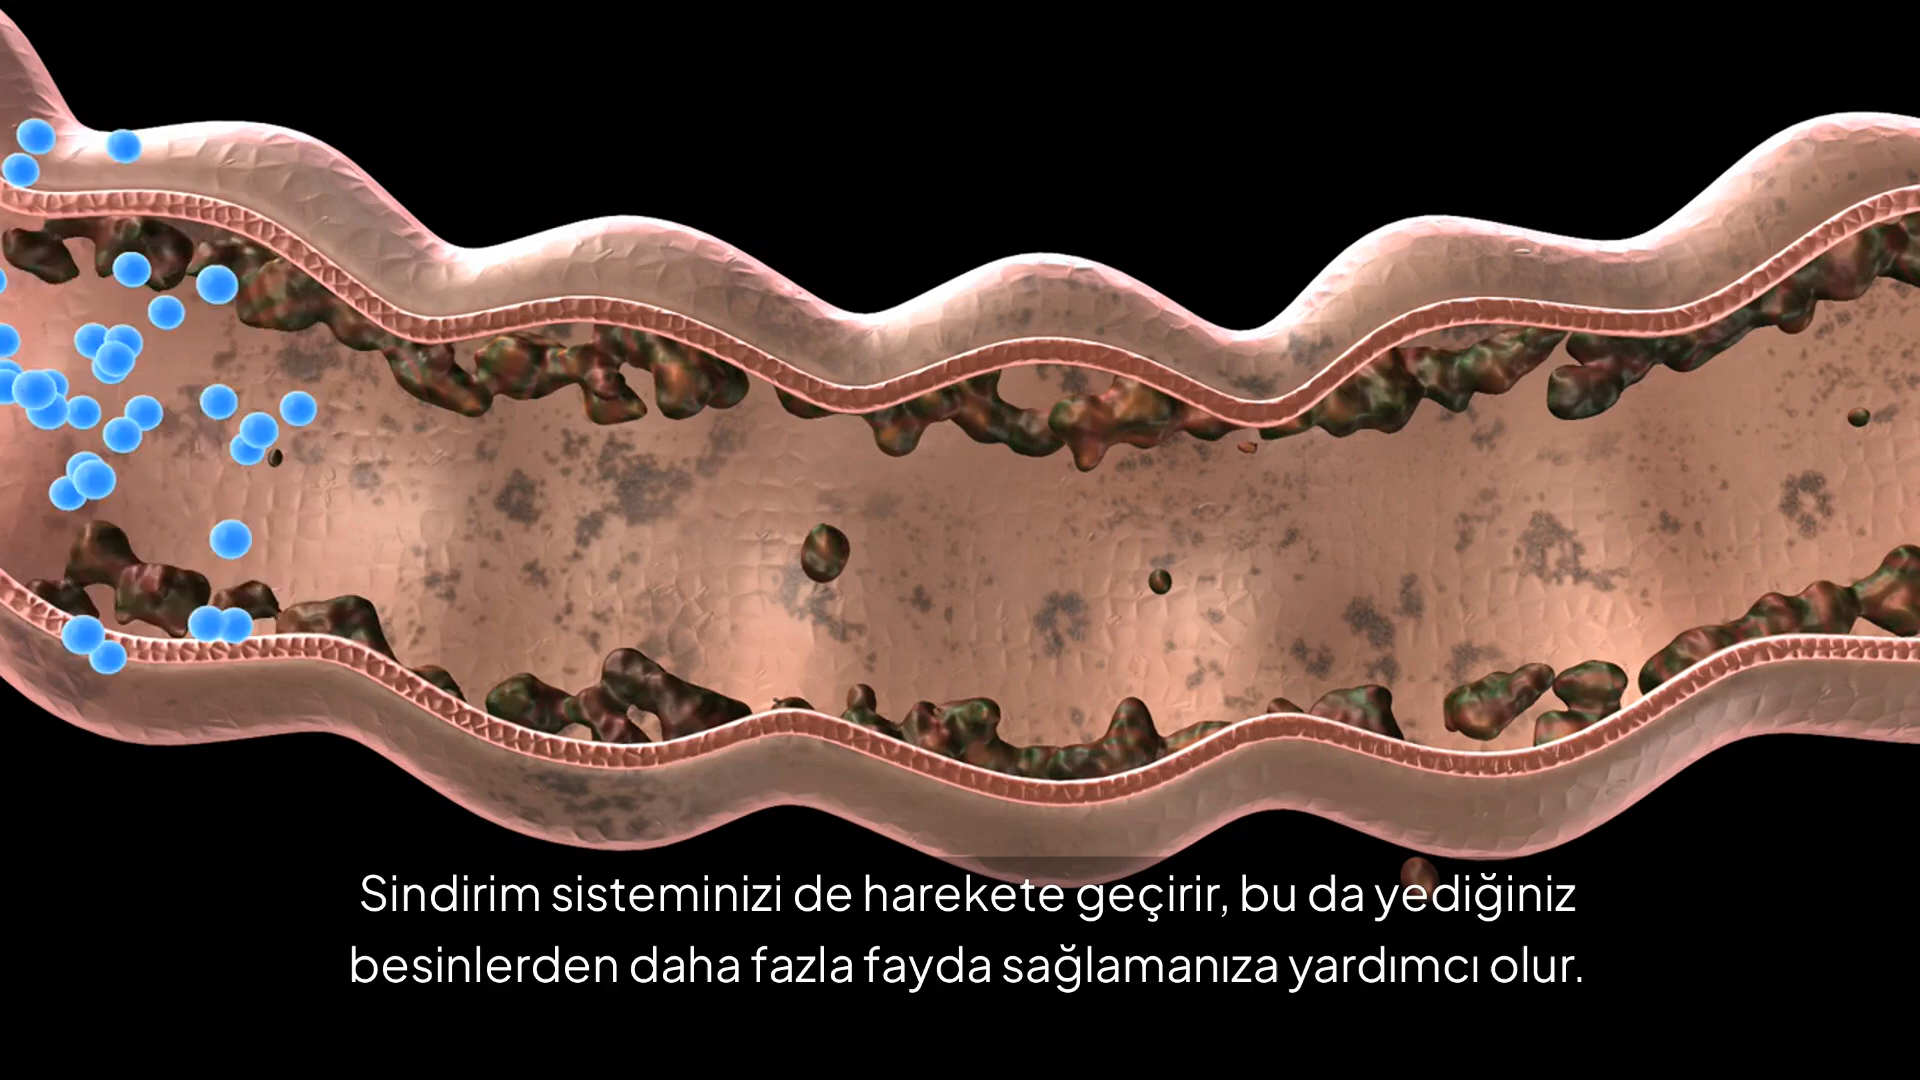 Sindirim sisteminizi de harekete geçirir, bu da yediğiniz
besinlerden daha fazla fayda sağlamanıza yardımcı olur.